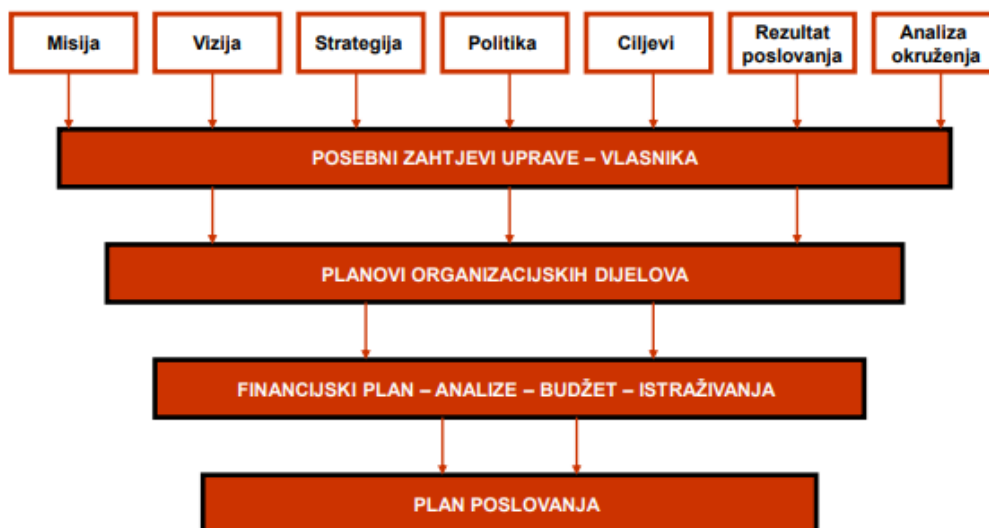 Misija
Vizija
Strategija
Politika
Ciljevi
Rezultat
poslovanja
Analiza
okruženja
POSEBNI ZAHTJEVI UPRAVE – VLASNIKA
PLANOVI ORGANIZACIJSKIH DIJELOVA
FINANCIJSKI PLAN – ANALIZE – BUDŽET – ISTRAŽIVANJA
PLAN POSLOVANJA